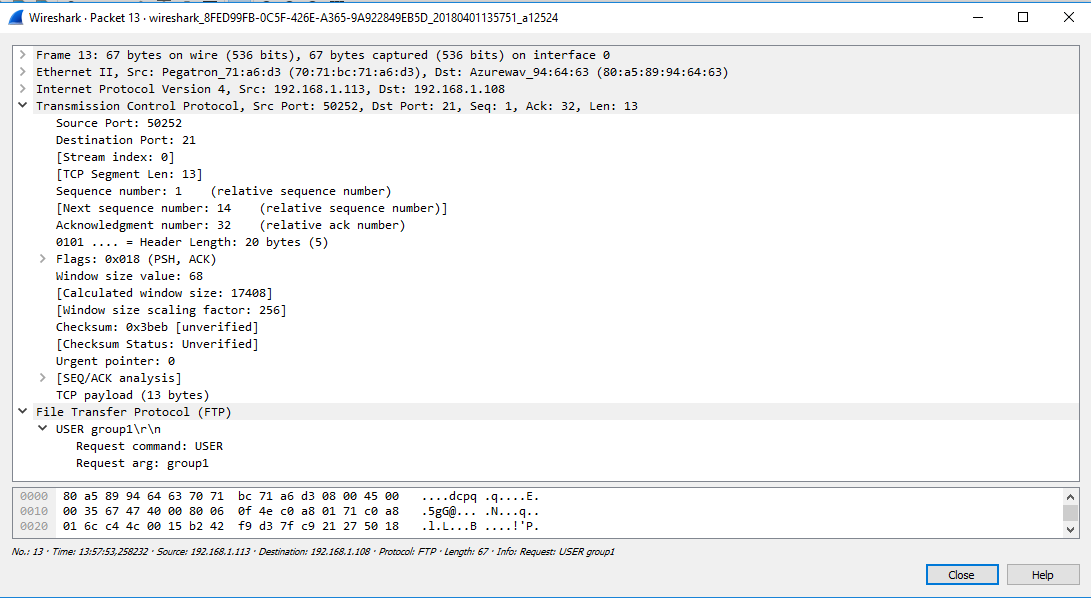 Wireshark · Packet 13 · wireshark_8FED99FB-0C5F-426E-A365-9A922849EB5D_20180401135751_a12524
Frame 13: 67 bytes on wire (536 bits), 67 bytes captured (536 bits) on interface 0
Ethernet II, Src: Pegatron_71:a6:d3 (70:71:bc:71:a6:d3), Dst: Azurewav_94:64:63 (80:a5:89:94:64:63)
Internet Protocol Version 4, Src: 192.168.1.113, Dst: 192.168.1.108
Transmission Control Protocol, Src Port: 50252, Dst Port: 21, Seq: 1, Ack: 32, Len: 13
Source Port: 50252
Destination Port: 21
[Stream index: 0]
[TCP Segment Len: 13]
Sequence number: 1    (relative sequence number)
[Next sequence number: 14    (relative sequence number)]
Acknowledgment number: 32    (relative ack number)
0101 .... = Header Length: 20 bytes (5)
Flags: 0x018 (PSH, ACK)
Window size value: 68
[Calculated window size: 17408]
[Window size scaling factor: 256]
Checksum: 0x3beb [unverified]
[Checksum Status: Unverified]
Urgent pointer: 0
[SEQ/ACK analysis]
TCP payload (13 bytes)
File Transfer Protocol (FTP)
USER group1\r\n
Request command: USER
Request arg: group1
0000  80 a5 89 94 64 63 70 71  bc 71 a6 d3 08 00 45 00   ....dcpq .q....E.
0010  00 35 67 47 40 00 80 06  0f 4e c0 a8 01 71 c0 a8   .5gG@... .N...q..
0020  01 6c c4 4c 00 15 b2 42  f9 d3 7f c9 21 27 50 18   .l.L...B ....!'P.
No.: 13 · Time: 13:57:53,258232 · Source: 192.168.1.113 · Destination: 192.168.1.108 · Protocol: FTP · Length: 67 · Info: Request: USER group1
Close Help